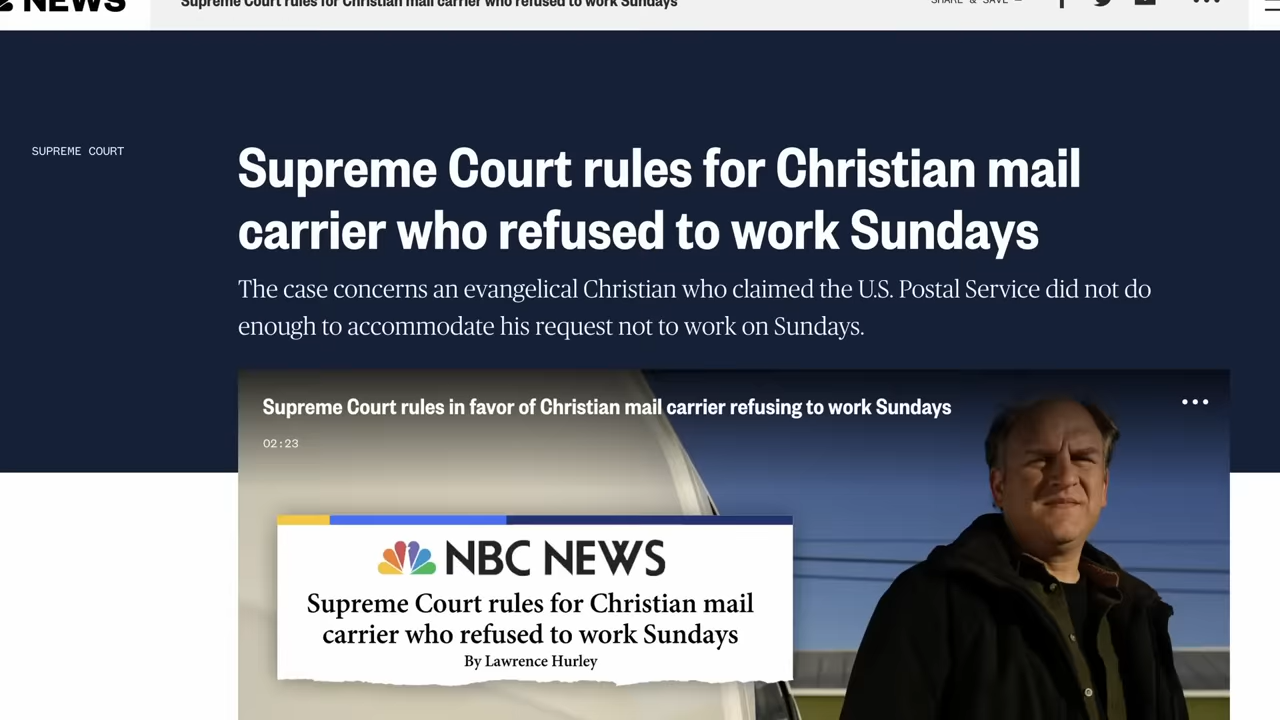 NEWS
Supreme Court rules for Christian mail carrier who refused to work Sundays
SHARE & SAVE —
SUPREME COURT
Supreme Court rules for Christian mail
carrier who refused to work Sundays
The case concerns an evangelical Christian who claimed the U.S. Postal Service did not do
enough to accommodate his request not to work on Sundays.
Supreme Court rules in favor of Christian mail carrier refusing to work Sundays
02:23
NBC NEWS
Supreme Court rules for Christian mail
carrier who refused to work Sundays
By Lawrence Hurley